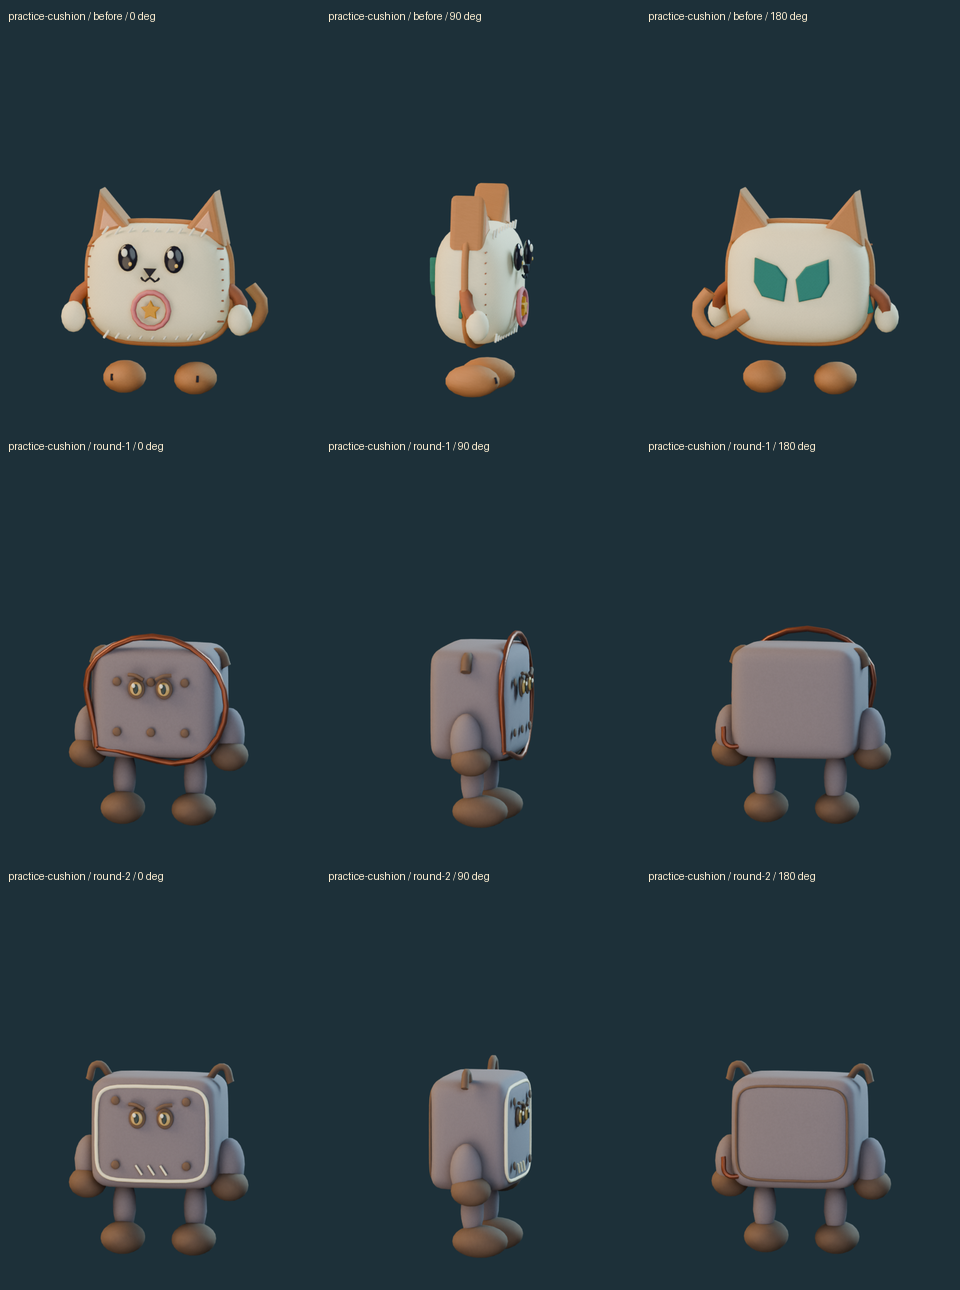 practice-cushion / before / 0 deg
practice-cushion / before / 90 deg
practice-cushion / before / 180 deg
practice-cushion / round-1 / 0 deg
practice-cushion / round-1 / 90 deg
practice-cushion / round-1 / 180 deg
practice-cushion / round-2 / 0 deg
practice-cushion / round-2 / 90 deg
practice-cushion / round-2 / 180 deg